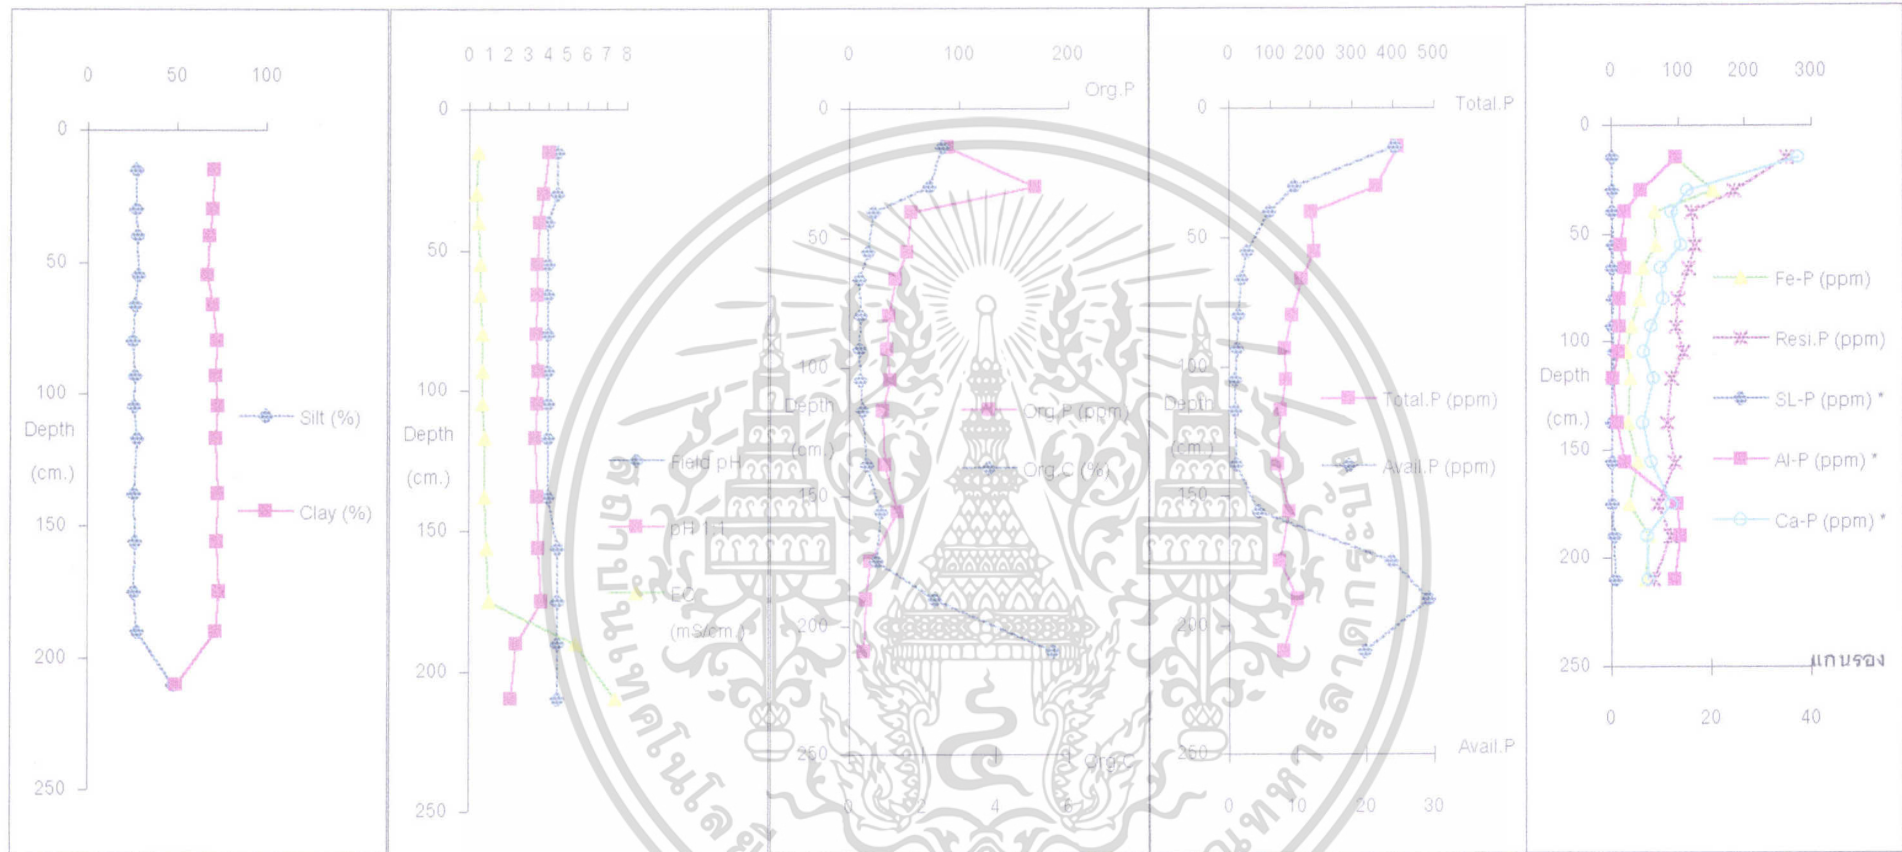 0 50 100
0
50
100
Depth
(cm.)
150
200
250
Silt (%)
Clay (%)
0 1 2 3 4 5 6 7 8
0
50
100
Depth
(cm.)
150
200
250
Field pH
pH 1:1
EC
(mS/cm.)
0 100 200
Org.P
0
50
100
Depth
(cm.)
150
200
250
Org.P (ppm)
Org.C (%)
Org.C
0 2 4 6
0 100 200 300 400 500
Total.P
0
50
100
Depth
(cm.)
150
200
250
Total.P (ppm)
Avail.P (ppm)
Avail.P
0 10 20 30
0 100 200 300
0
50
100
Depth
(cm.)
150
200
250
Fe-P (ppm)
Resi.P (ppm)
SL-P (ppm) *
Al-P (ppm) *
Ca-P (ppm) *
แกนรอง
0 20 40